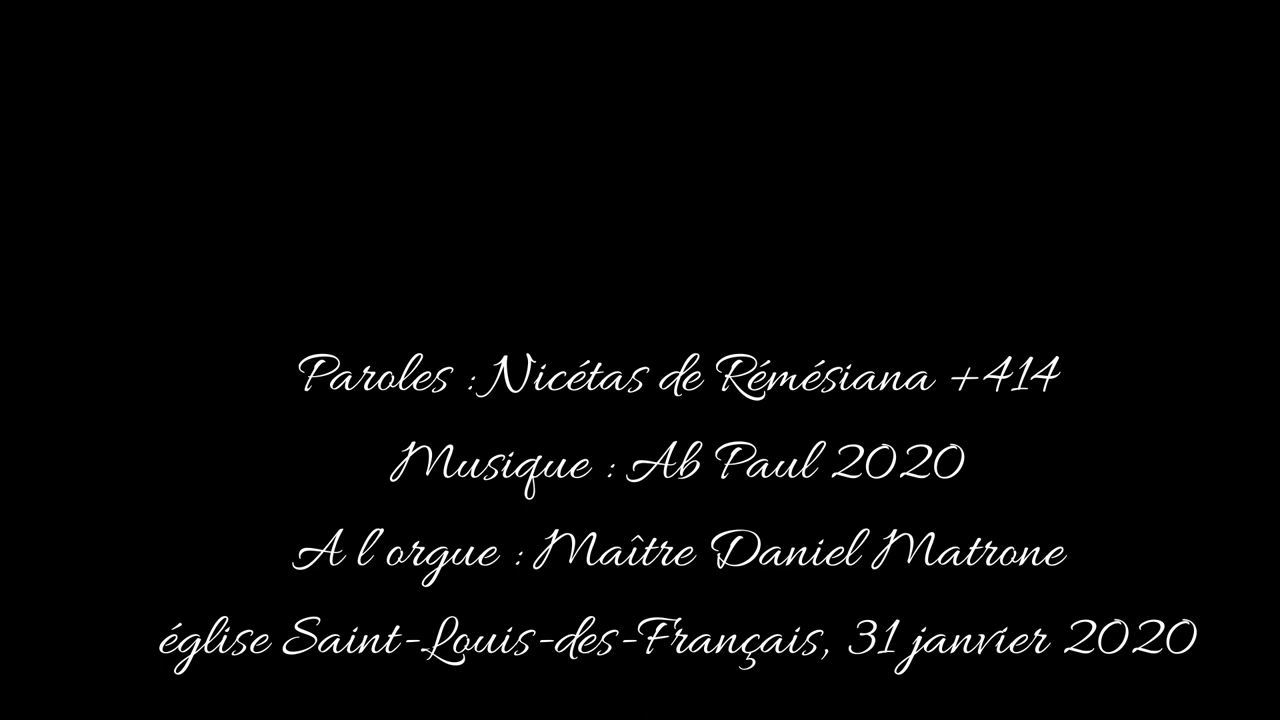 Paroles : Nicétas de Rémésiana +414
Musique : Ab Paul 2020
A l'orgue : Maître Daniel Matrone
église Saint-Louis-des-Français, 31 janvier 2020